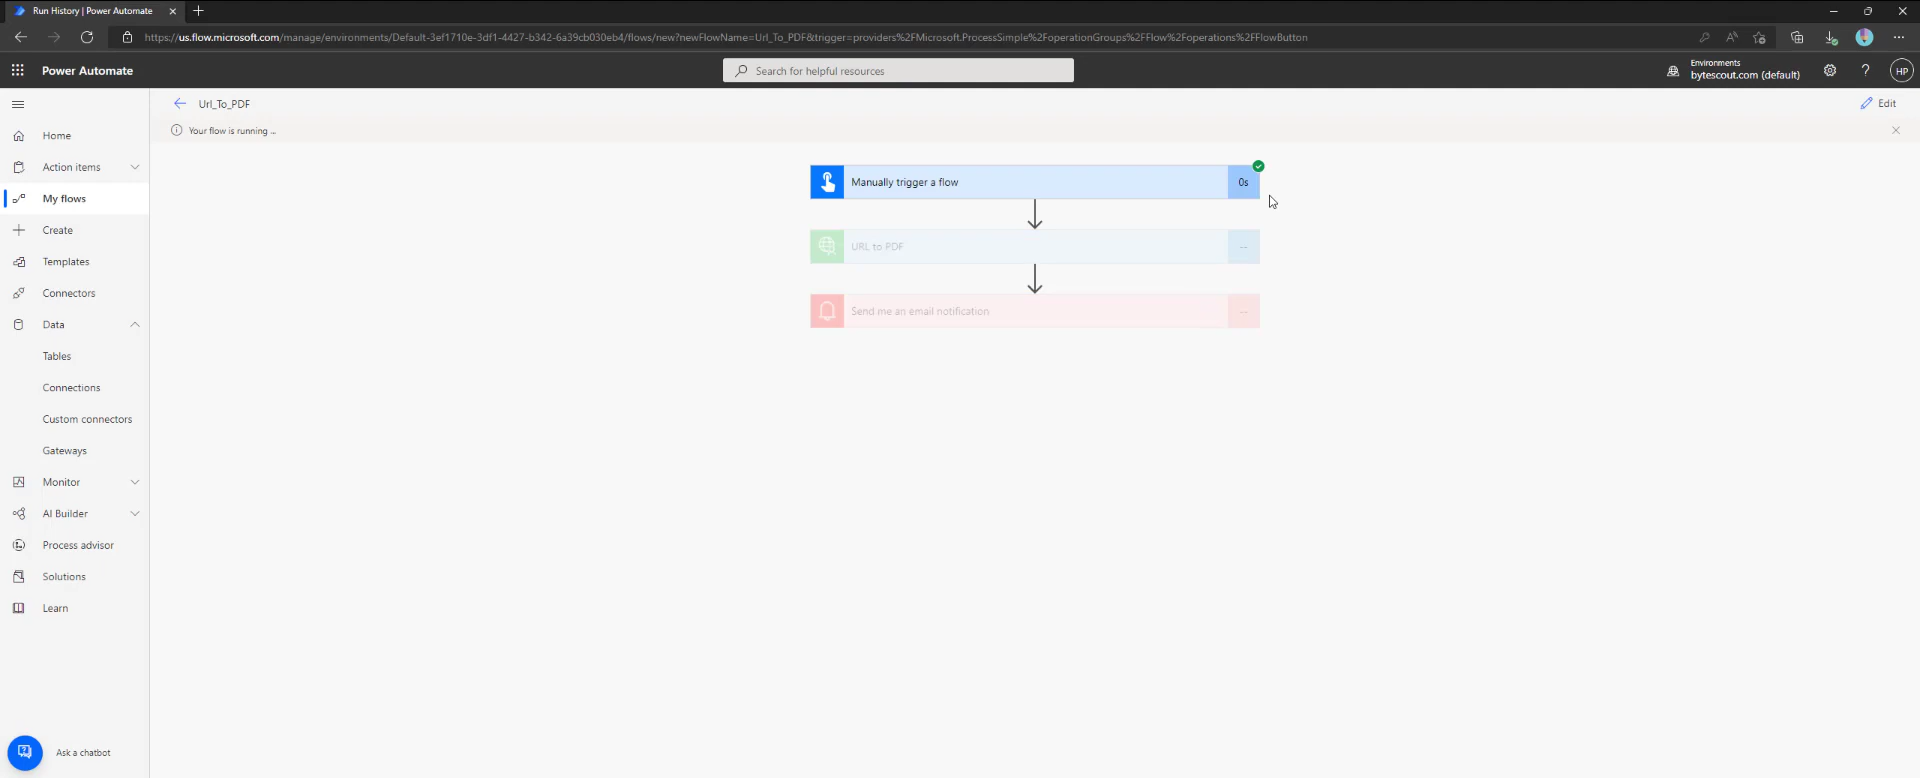 Run History | Power Automate
https://us.flow.microsoft.com/manage/environments/Default-3ef1710e-3df1-4427-b342-6a39cb030eb4/flows/new?newFlowName=Url_To_PDF&trigger=providers%2FMicrosoft.ProcessSimple%2FoperationGroups%2FFlow%2Foperations%2FFlowButton
Power Automate
Search for helpful resources
Environments
bytescout.com (default)
HP
Url_To_PDF
Edit
Your flow is running ...
Home
Action items
My flows
Create
Templates
Connectors
Data
Tables
Connections
Custom connectors
Gateways
Monitor
AI Builder
Process advisor
Solutions
Learn
Ask a chatbot
Manually trigger a flow
0s
URL to PDF
--
Send me an email notification
--